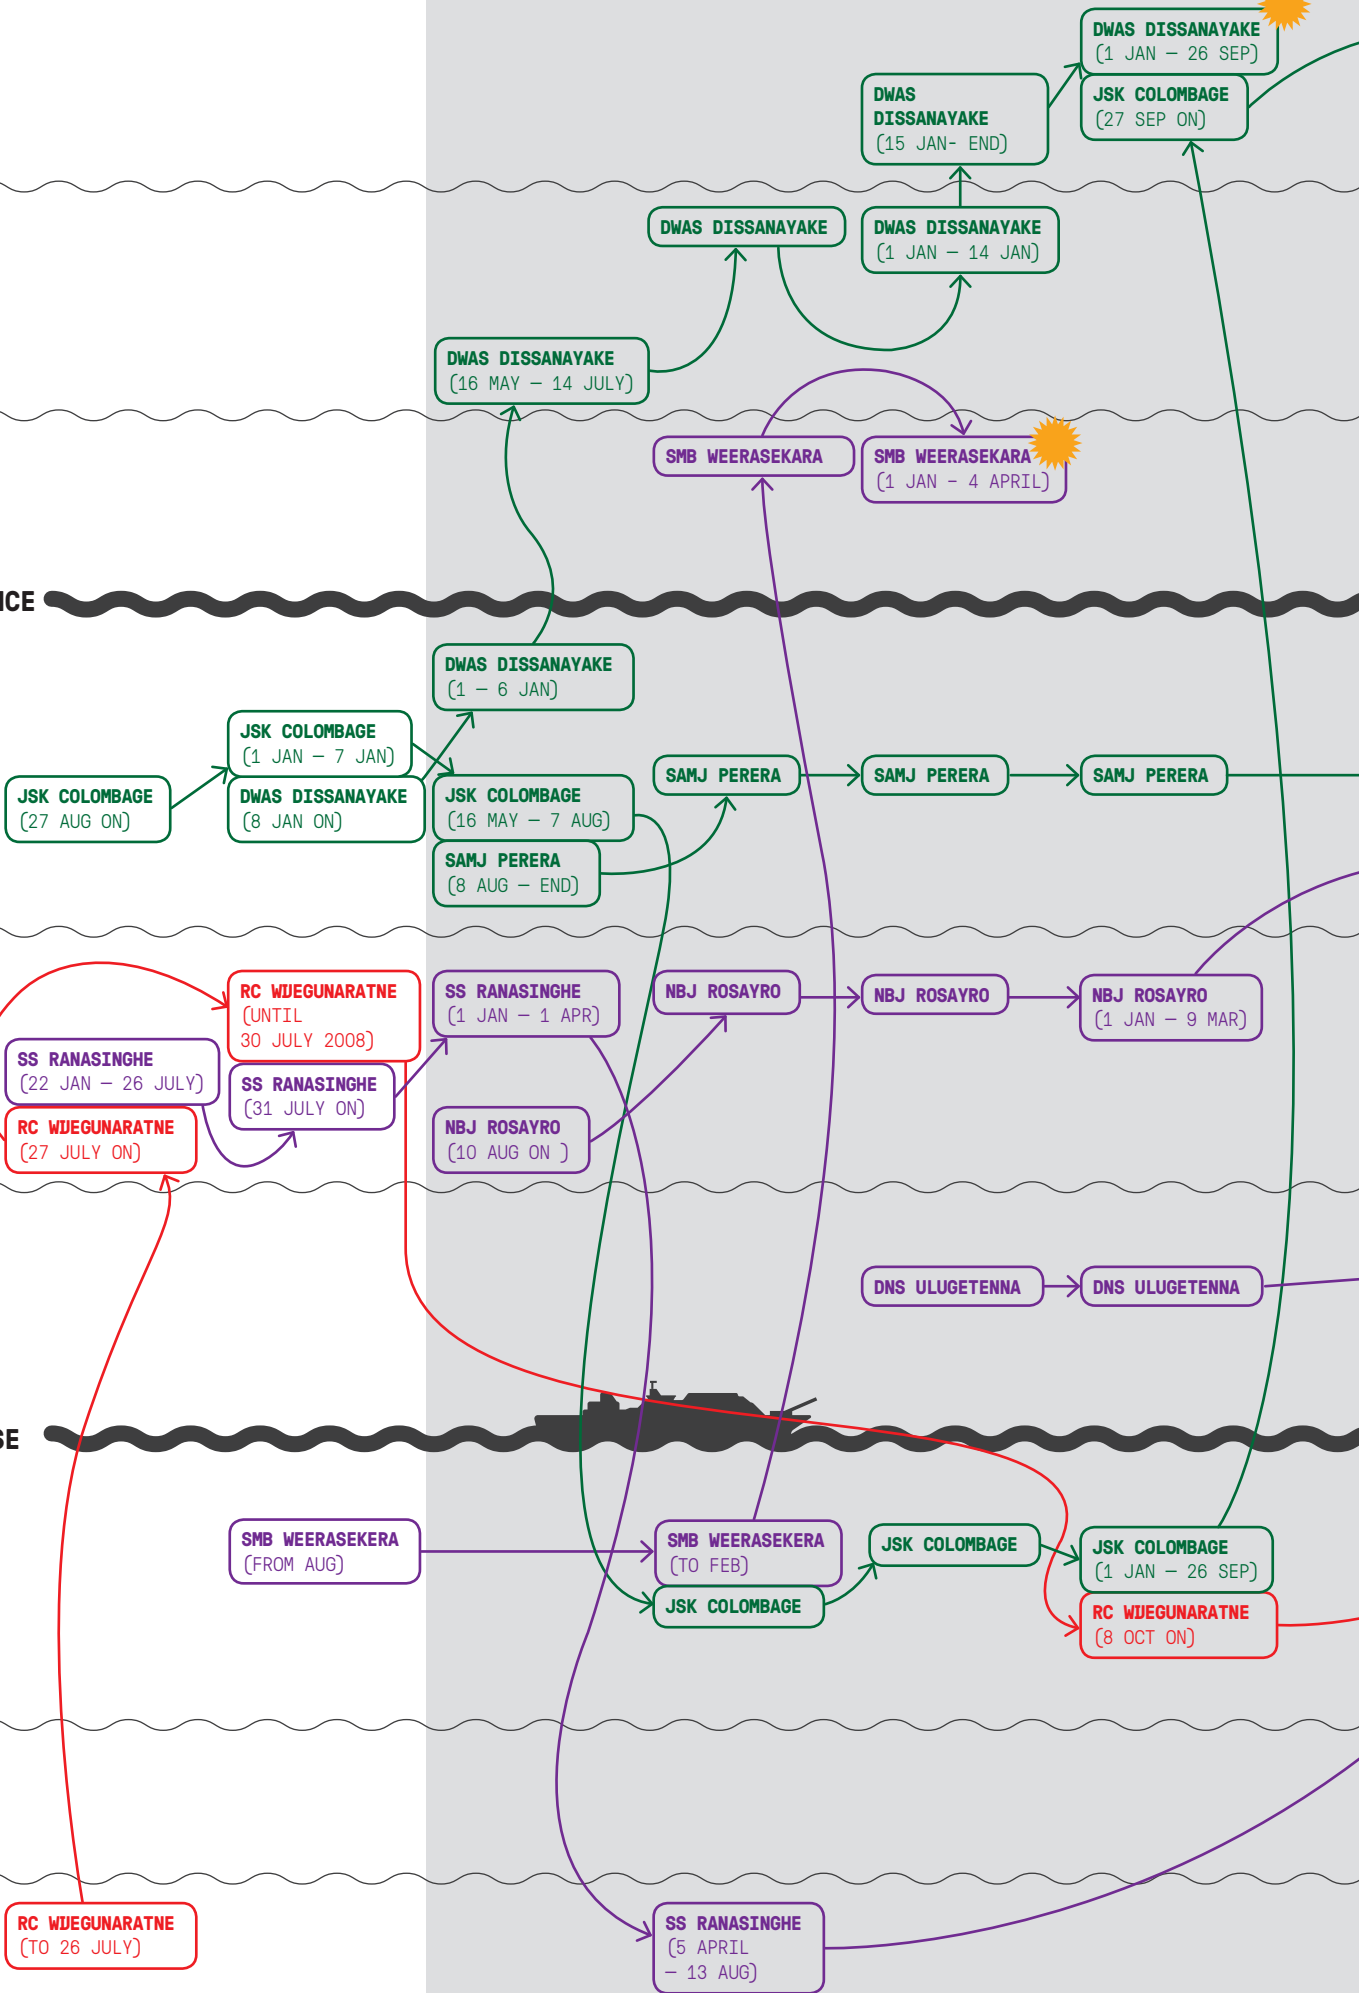 DWAS DISSANAYAKE
(1 JAN – 26 SEP)
JSK COLOMBAGE
(27 SEP ON)
DWAS
DISSANAYAKE
(15 JAN- END)
DWAS DISSANAYAKE
DWAS DISSANAYAKE
(1 JAN – 14 JAN)
DWAS DISSANAYAKE
(16 MAY – 14 JULY)
SMB WEERASEKARA
SMB WEERASEKARA
(1 JAN – 4 APRIL)
ICE
DWAS DISSANAYAKE
(1 – 6 JAN)
JSK COLOMBAGE
(1 JAN – 7 JAN)
JSK COLOMBAGE
(27 AUG ON)
DWAS DISSANAYAKE
(8 JAN ON)
JSK COLOMBAGE
(16 MAY – 7 AUG)
SAMJ PERERA
(8 AUG – END)
SAMJ PERERA
SAMJ PERERA
SAMJ PERERA
RC WIJEGUNARATNE
(UNTIL
30 JULY 2008)
SS RANASINGHE
(1 JAN – 1 APR)
NBJ ROSAYRO
NBJ ROSAYRO
NBJ ROSAYRO
(1 JAN – 9 MAR)
SS RANASINGHE
(22 JAN – 26 JULY)
SS RANASINGHE
(31 JULY ON)
RC WIJEGUNARATNE
(27 JULY ON)
NBJ ROSAYRO
(10 AUG ON )
DNS ULUGETENNA
DNS ULUGETENNA
SE
SMB WEERASEKERA
(FROM AUG)
SMB WEERASEKERA
(TO FEB)
JSK COLOMBAGE
JSK COLOMBAGE
JSK COLOMBAGE
(1 JAN – 26 SEP)
RC WIJEGUNARATNE
(8 OCT ON)
RC WIJEGUNARATNE
(TO 26 JULY)
SS RANASINGHE
(5 APRIL
– 13 AUG)